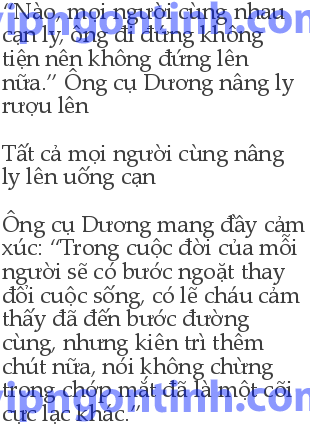 “Nào, mọi người cùng nhau
cạn ly, ông đi đứng không
tiện nên không đứng lên
nữa.” Ông cụ Dương nâng ly
rượu lên
Tất cả mọi người cùng nâng
ly lên uống cạn
Ông cụ Dương mang đầy cảm
xúc: “Trong cuộc đời của mỗi
người sẽ có bước ngoặt thay
đổi cuộc sống, có lẽ cháu cảm
thấy đã đến bước đường
cùng, nhưng kiên trì thêm
chút nữa, nói không chừng
trong chớp mắt đã là một cõi
cực lạc khác.”
vipngontinh.com